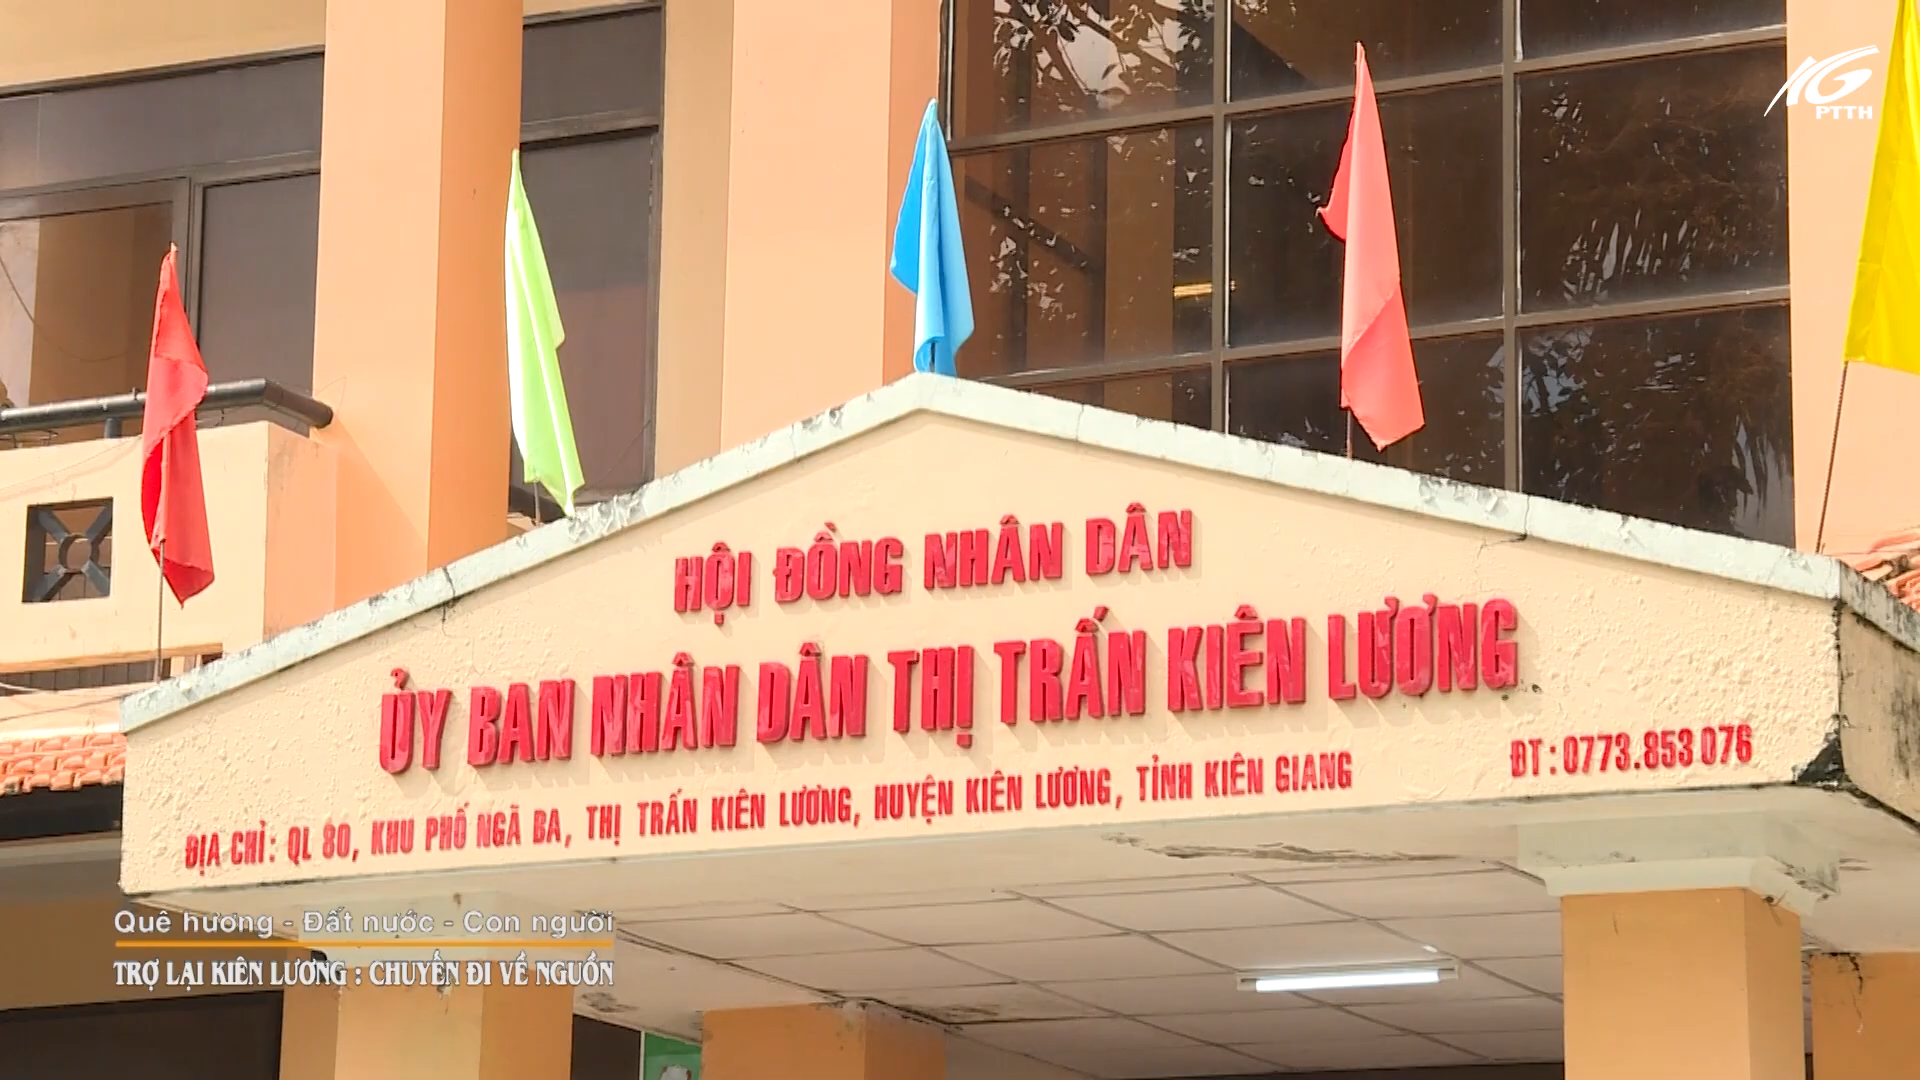 KG
PTTH
HỘI ĐỒNG NHÂN DÂN
ỦY BAN NHÂN DÂN THỊ TRẤN KIÊN LƯƠNG
ĐỊA CHỈ: QL 80, KHU PHỐ NGÃ BA, THỊ TRẤN KIÊN LƯƠNG, HUYỆN KIÊN LƯƠNG, TỈNH KIÊN GIANG
ĐT: 0773.853 076
Quê hương - Đất nước - Con người
TRỞ LẠI KIÊN LƯƠNG : CHUYẾN ĐI VỀ NGUỒN